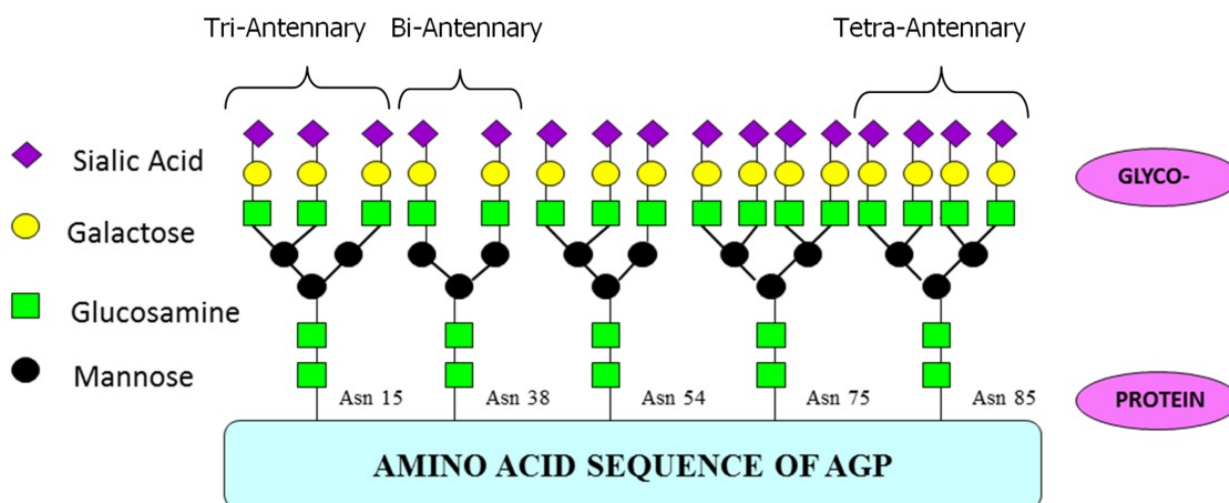 Tri-Antennary Bi-Antennary Tetra-Antennary
Sialic Acid
GLYCO-
Galactose
Glucosamine
Mannose
Asn 15 Asn 38 Asn 54 Asn 75 Asn 85
PROTEIN
AMINO ACID SEQUENCE OF AGP